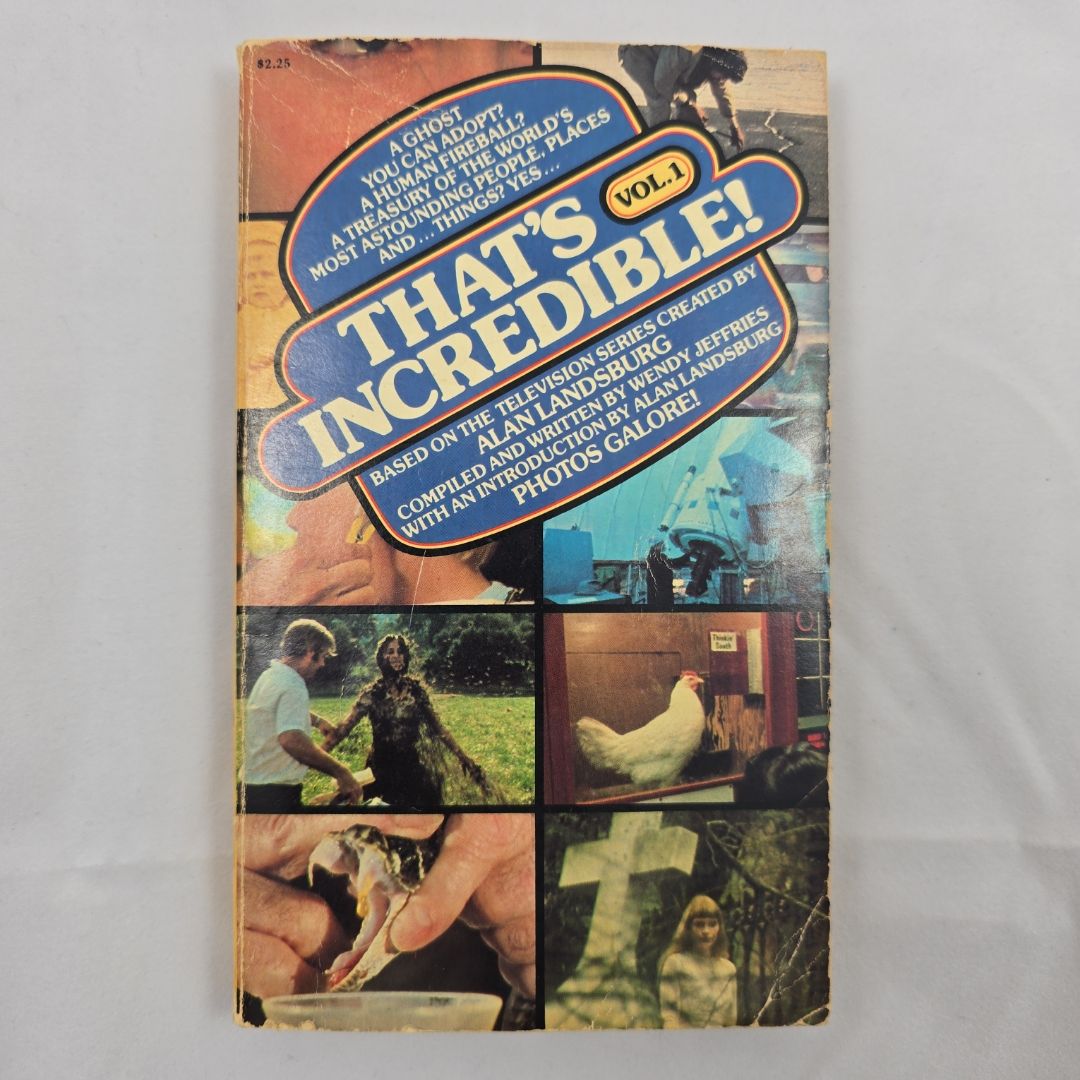 $2.25
A GHOST
YOU CAN ADOPT?
A HUMAN FIREBALL?
A TREASURY OF THE WORLD'S
MOST ASTOUNDING PEOPLE, PLACES
AND...THINGS? YES...
VOL.1
THAT'S
INCREDIBLE!
BASED ON THE TELEVISION SERIES CREATED BY
ALAN LANDSBURG
COMPILED AND WRITTEN BY WENDY JEFFRIES
WITH AN INTRODUCTION BY ALAN LANDSBURG
PHOTOS GALORE!
Thinkin'
Booth